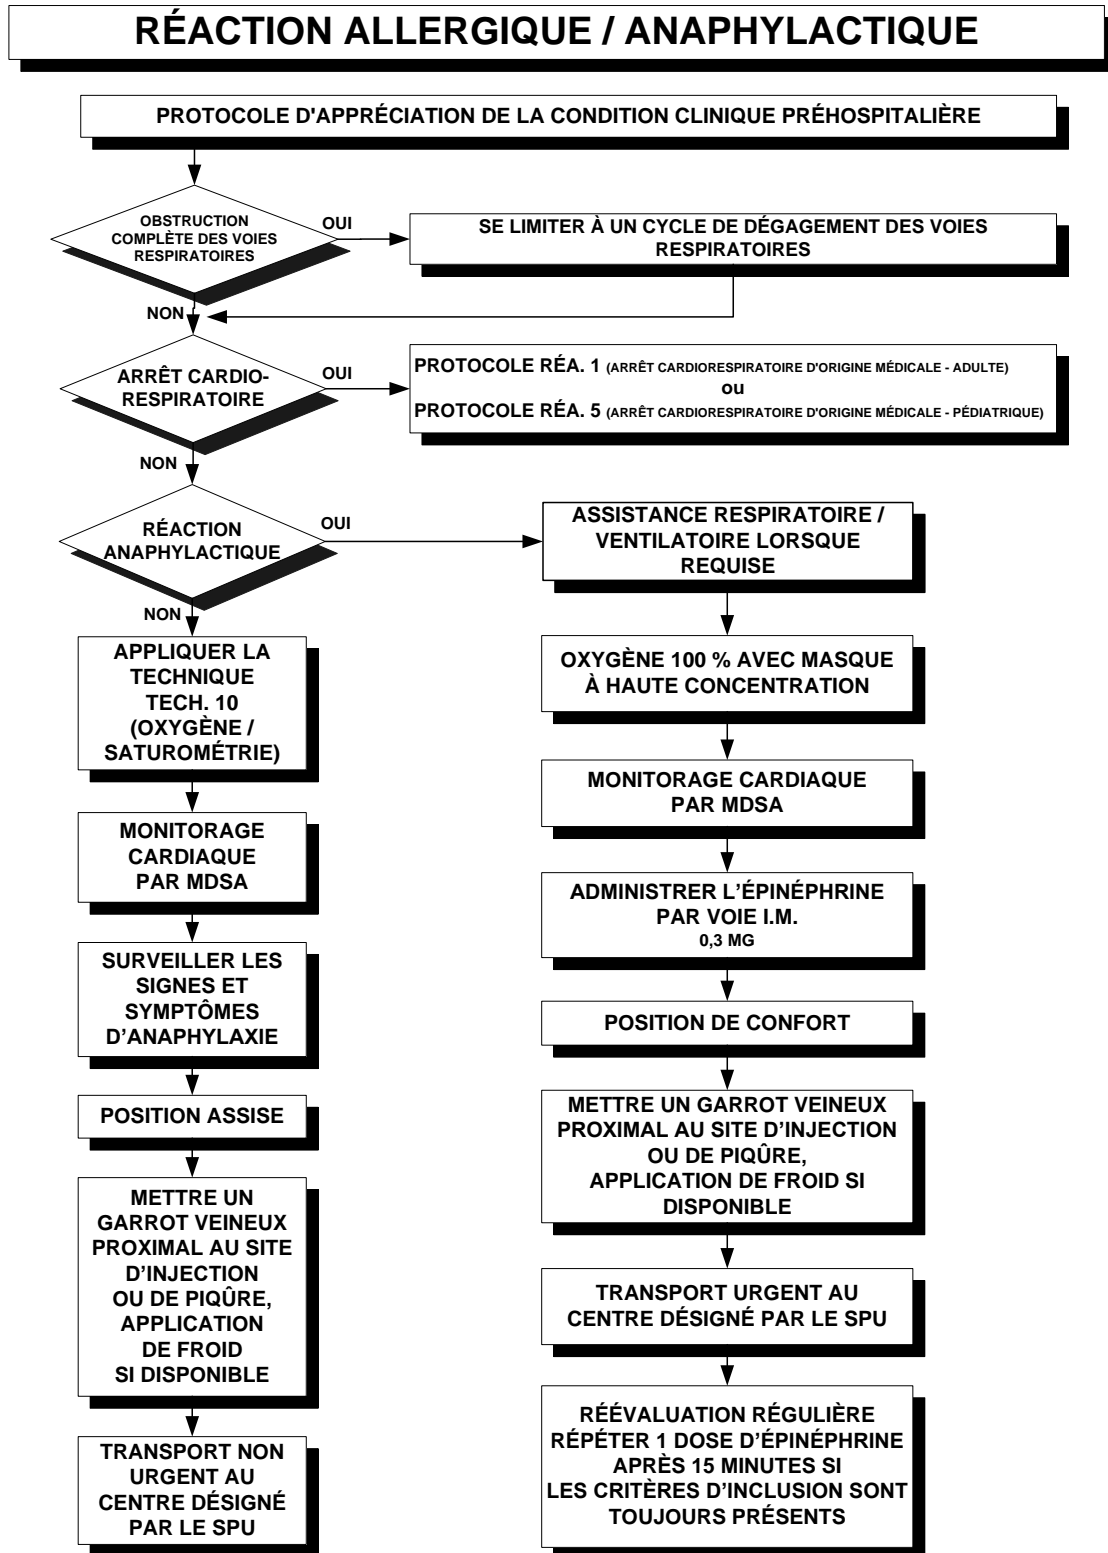 RÉACTION ALLERGIQUE / ANAPHYLACTIQUE
PROTOCOLE D'APPRÉCIATION DE LA CONDITION CLINIQUE PRÉHOSPITALIÈRE
OBSTRUCTION
COMPLÈTE DES VOIES
RESPIRATOIRES
OUI
SE LIMITER À UN CYCLE DE DÉGAGEMENT DES VOIES
RESPIRATOIRES
NON
ARRÊT CARDIO-
RESPIRATOIRE
OUI
PROTOCOLE RÉA. 1 (ARRÊT CARDIORESPIRATOIRE D'ORIGINE MÉDICALE - ADULTE)
ou
PROTOCOLE RÉA. 5 (ARRÊT CARDIORESPIRATOIRE D'ORIGINE MÉDICALE - PÉDIATRIQUE)
NON
RÉACTION
ANAPHYLACTIQUE
OUI
ASSISTANCE RESPIRATOIRE /
VENTILATOIRE LORSQUE
REQUISE
NON
APPLIQUER LA
TECHNIQUE
TECH. 10
(OXYGÈNE /
SATUROMÉTRIE)
MONITORAGE
CARDIAQUE
PAR MDSA
SURVEILLER LES
SIGNES ET
SYMPTÔMES
D’ANAPHYLAXIE
POSITION ASSISE
METTRE UN
GARROT VEINEUX
PROXIMAL AU SITE
D’INJECTION
OU DE PIQÛRE,
APPLICATION
DE FROID
SI DISPONIBLE
TRANSPORT NON
URGENT AU
CENTRE DÉSIGNÉ
PAR LE SPU
OXYGÈNE 100 % AVEC MASQUE
À HAUTE CONCENTRATION
MONITORAGE CARDIAQUE
PAR MDSA
ADMINISTRER L’ÉPINÉPHRINE
PAR VOIE I.M.
0,3 MG
POSITION DE CONFORT
METTRE UN GARROT VEINEUX
PROXIMAL AU SITE D’INJECTION
OU DE PIQÛRE,
APPLICATION DE FROID SI
DISPONIBLE
TRANSPORT URGENT AU
CENTRE DÉSIGNÉ PAR LE SPU
RÉÉVALUATION RÉGULIÈRE
RÉPÉTER 1 DOSE D’ÉPINÉPHRINE
APRÈS 15 MINUTES SI
LES CRITÈRES D’INCLUSION SONT
TOUJOURS PRÉSENTS